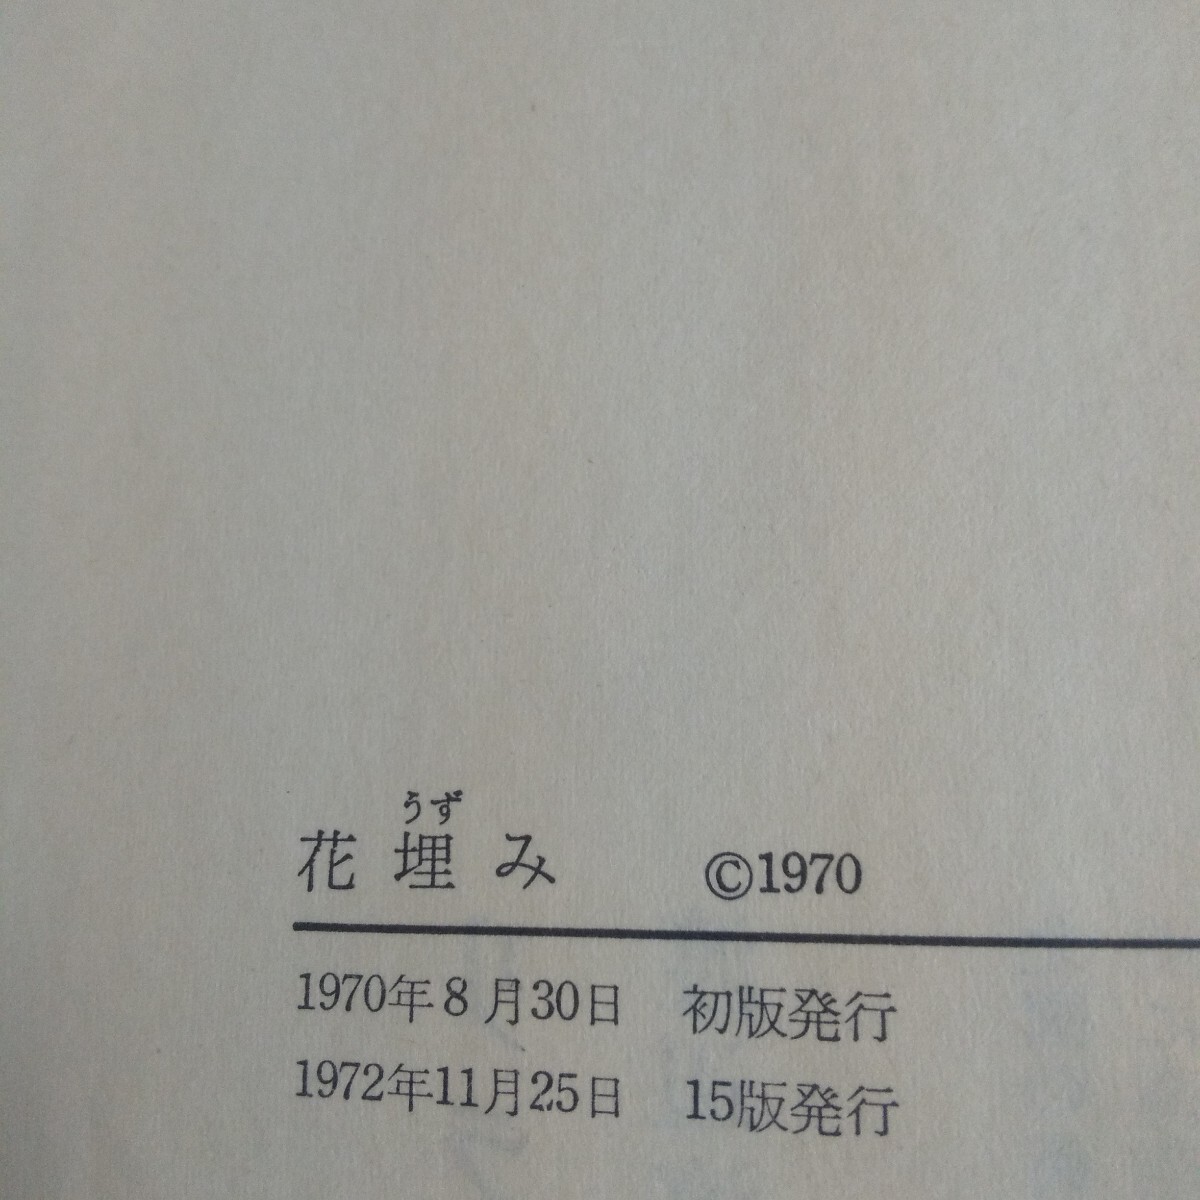 うず
花埋み ©1970
1970年8月30日 初版発行
1972年11月25日 15版発行